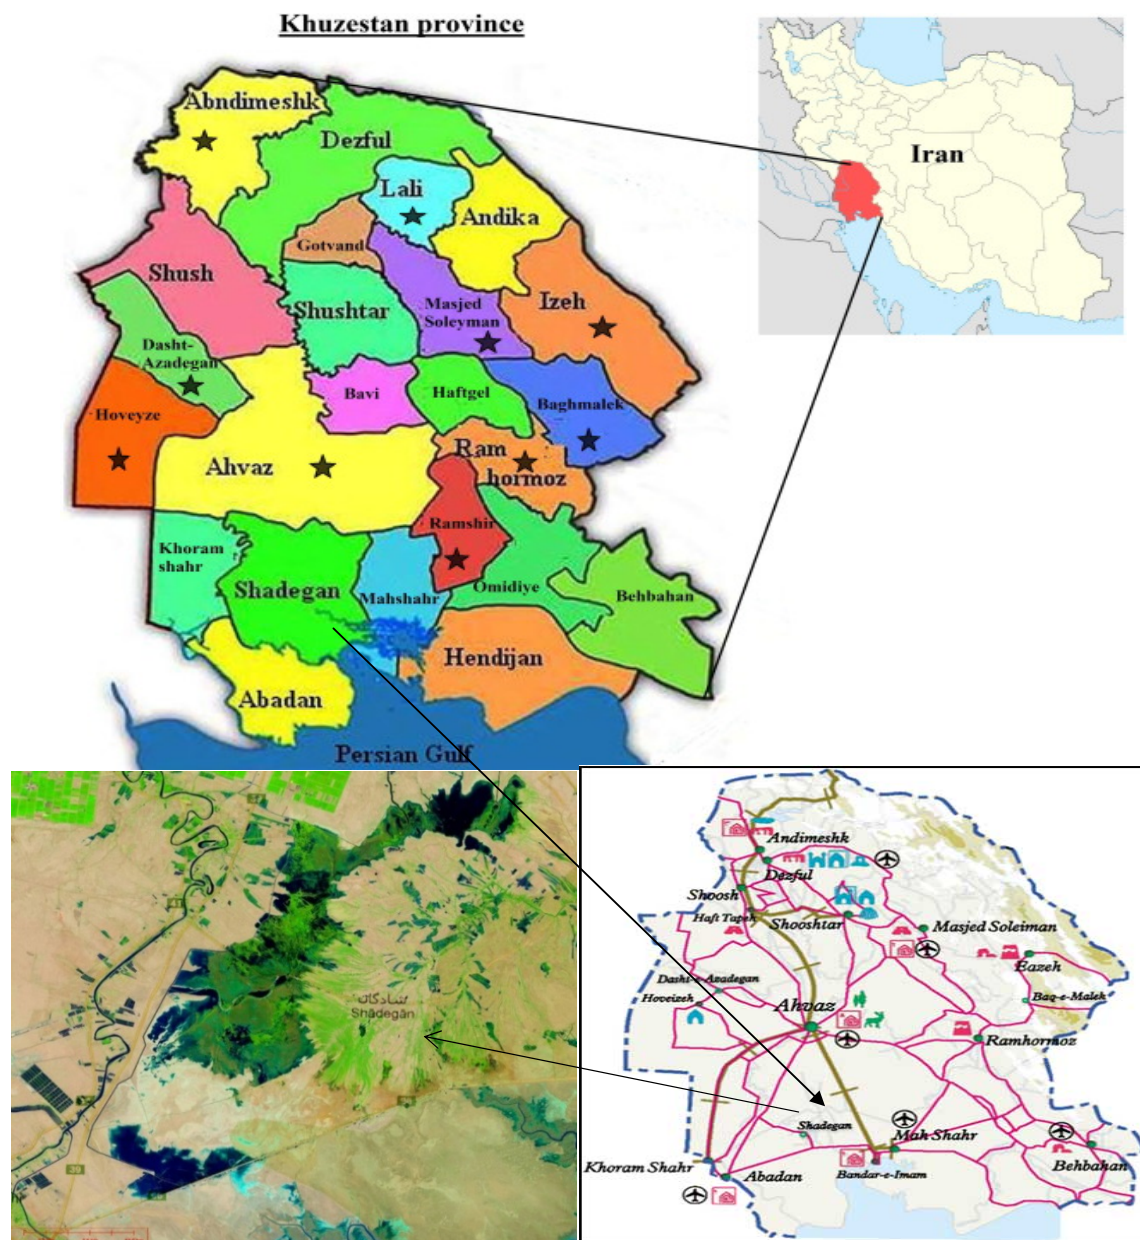 Khuzestan province
Abndimeshk
Dezful
Lali
Andika
Gotvand
Shush
Shushtar
Masjed
Soleyman
Izeh
Dasht-
Azadegan
Hoveyze
Bavi
Haftgel
Baghmalek
Ahvaz
Ram
hormoz
Ramshir
Khoram
shahr
Shadegan
Mahshahr
Omidiye
Behbahan
Hendijan
Abadan
Persian Gulf
Iran
شادگان
Shādegān
39
Andimeshk
Dezful
Shoosh
Haft Tapeh
Shooshtar
Masjed Soleiman
Eazeh
Dasht-e-Azadegan
Hoveizeh
Baq-e-Malek
Ahvaz
Ramhormoz
Shadegan
Mah Shahr
Khoram Shahr
Abadan
Bandar-e-Imam
Behbahan